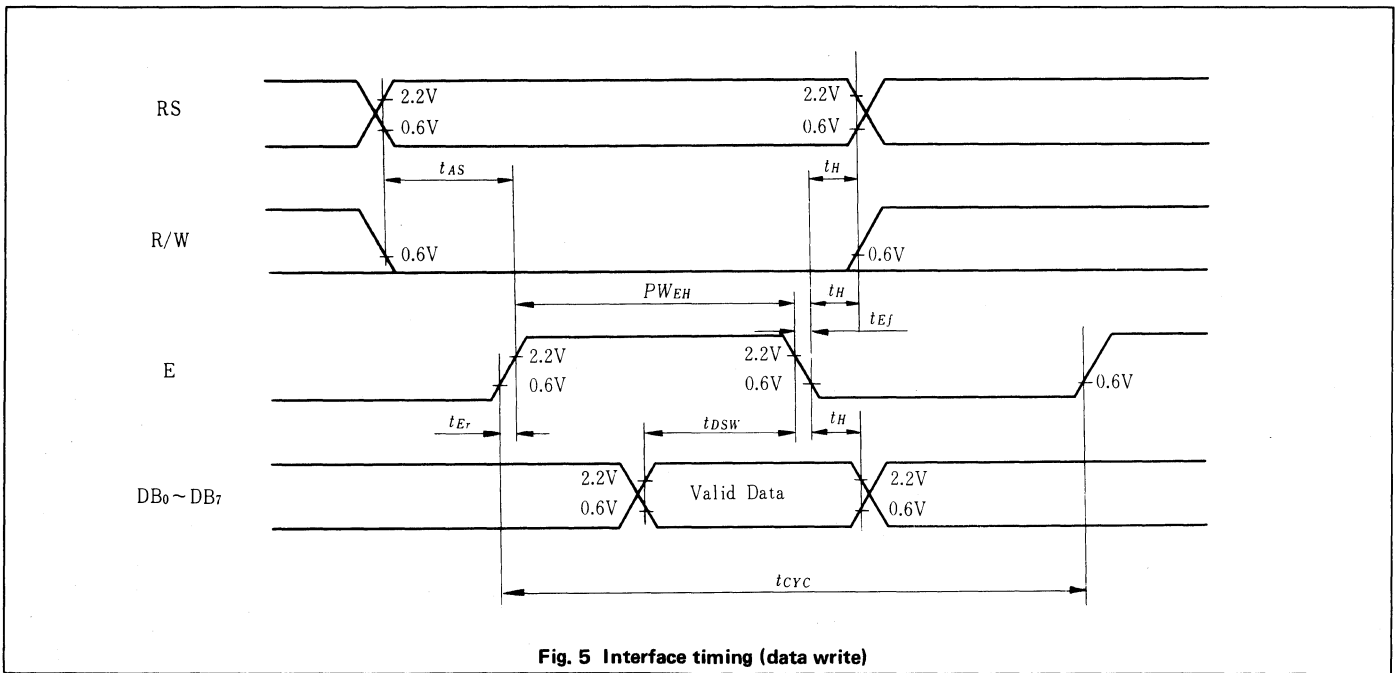 RS
2.2V
0.6V
2.2V
0.6V
tAS
tH
R/W
0.6V
0.6V
PWEH
tH
tEf
E
2.2V
0.6V
2.2V
0.6V
0.6V
tEr
tDSW
tH
DB0~DB7
2.2V
0.6V
Valid Data
2.2V
0.6V
tCYC
Fig. 5 Interface timing (data write)